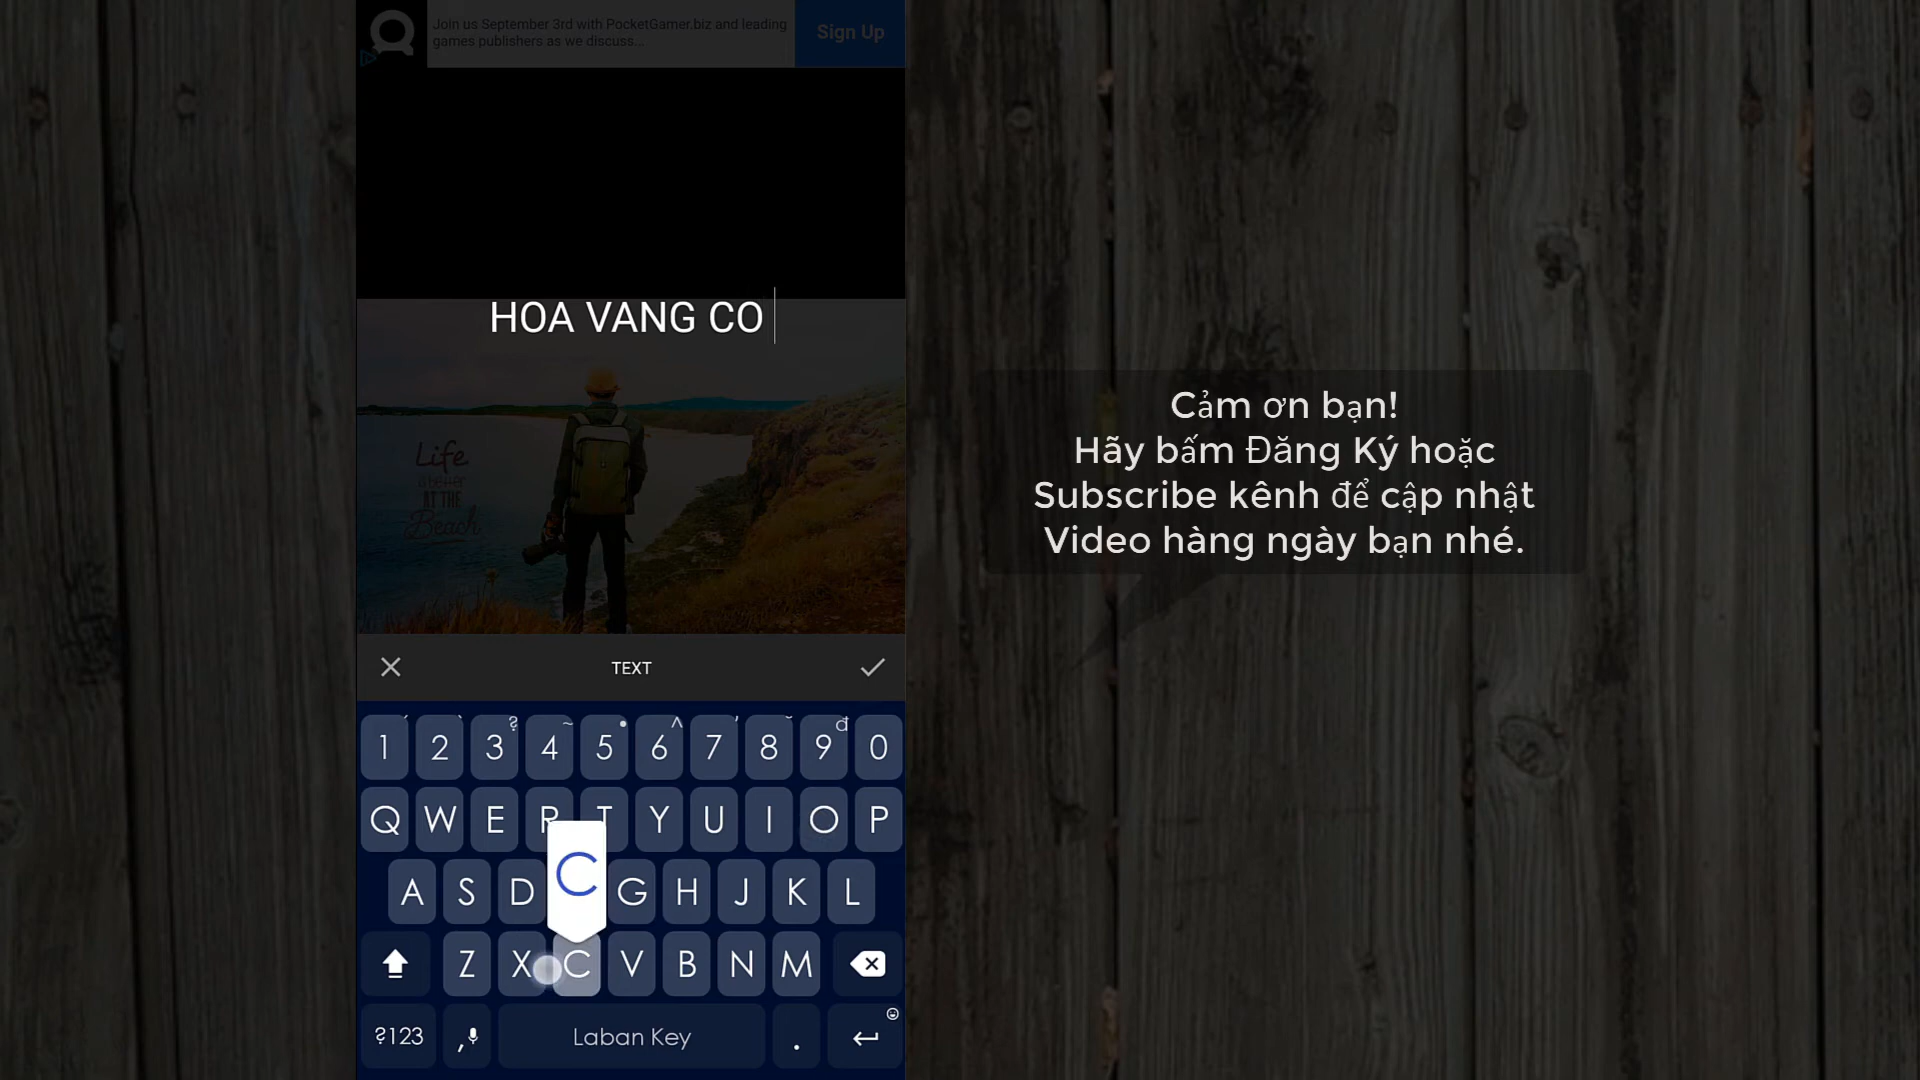 Join us September 3rd with PocketGamer.biz and leading
games publishers as we discuss...
Sign Up
HOA VANG CO
Life
is better
AT THE
Beach
Cảm ơn bạn!
Hãy bấm Đăng Ký hoặc
Subscribe kênh để cập nhật
Video hàng ngày bạn nhé.
TEXT
1 2 3 ? 4 ~ 5 • 6 ^ 7 8 9 đ 0
Q W E R T Y U I O P
A S D C G H J K L
Z X C V B N M
?123 , Laban Key .